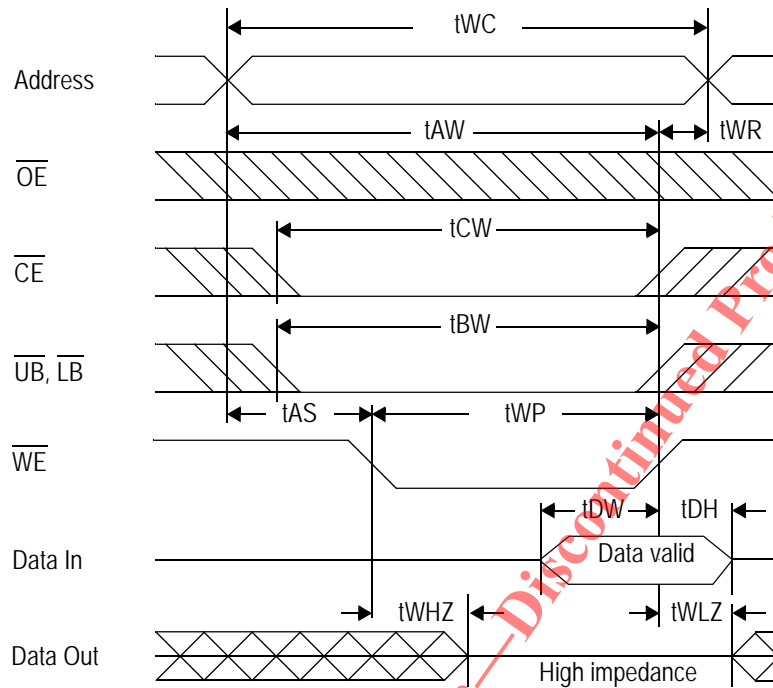 tWC
Address
tAW
tWR
OE
tCW
CE
tBW
UB, LB
tAS
tWP
WE
tDW
tDH
Data In
Data valid
tWHZ
tWLZ
Data Out
High impedance
—Discontinued